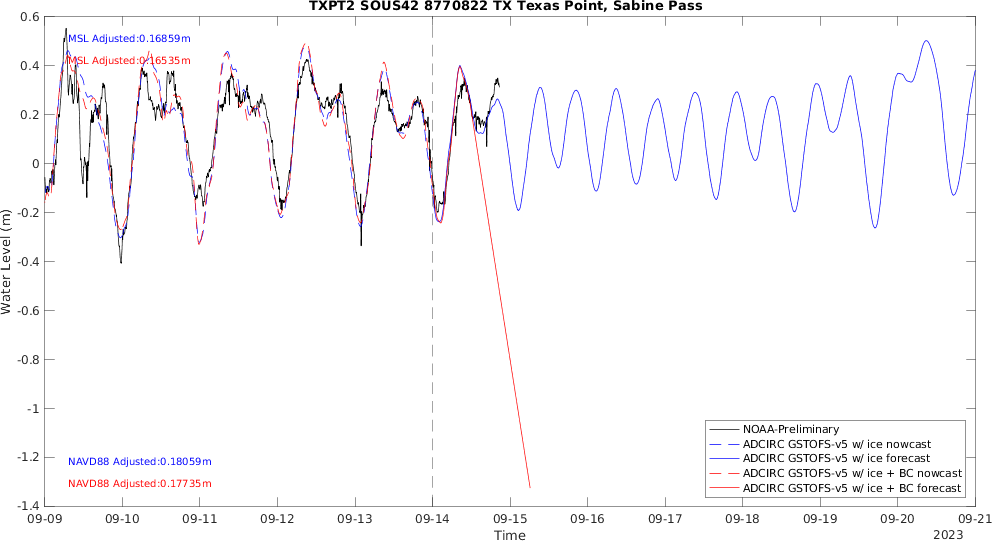 TXPT2 SOUS42 8770822 TX Texas Point, Sabine Pass
MSL Adjusted:0.16859m
MSL Adjusted:0.16535m
0.6
0.4
0.2
0
-0.2
-0.4
-0.6
-0.8
-1
-1.2
-1.4
Water Level (m)
NAVD88 Adjusted:0.18059m
NAVD88 Adjusted:0.17735m
NOAA-Preliminary
ADCIRC GSTOFS-v5 w/ ice nowcast
ADCIRC GSTOFS-v5 w/ ice forecast
ADCIRC GSTOFS-v5 w/ ice + BC nowcast
ADCIRC GSTOFS-v5 w/ ice + BC forecast
09-09 09-10 09-11 09-12 09-13 09-14 09-15 09-16 09-17 09-18 09-19 09-20 09-21
Time
2023